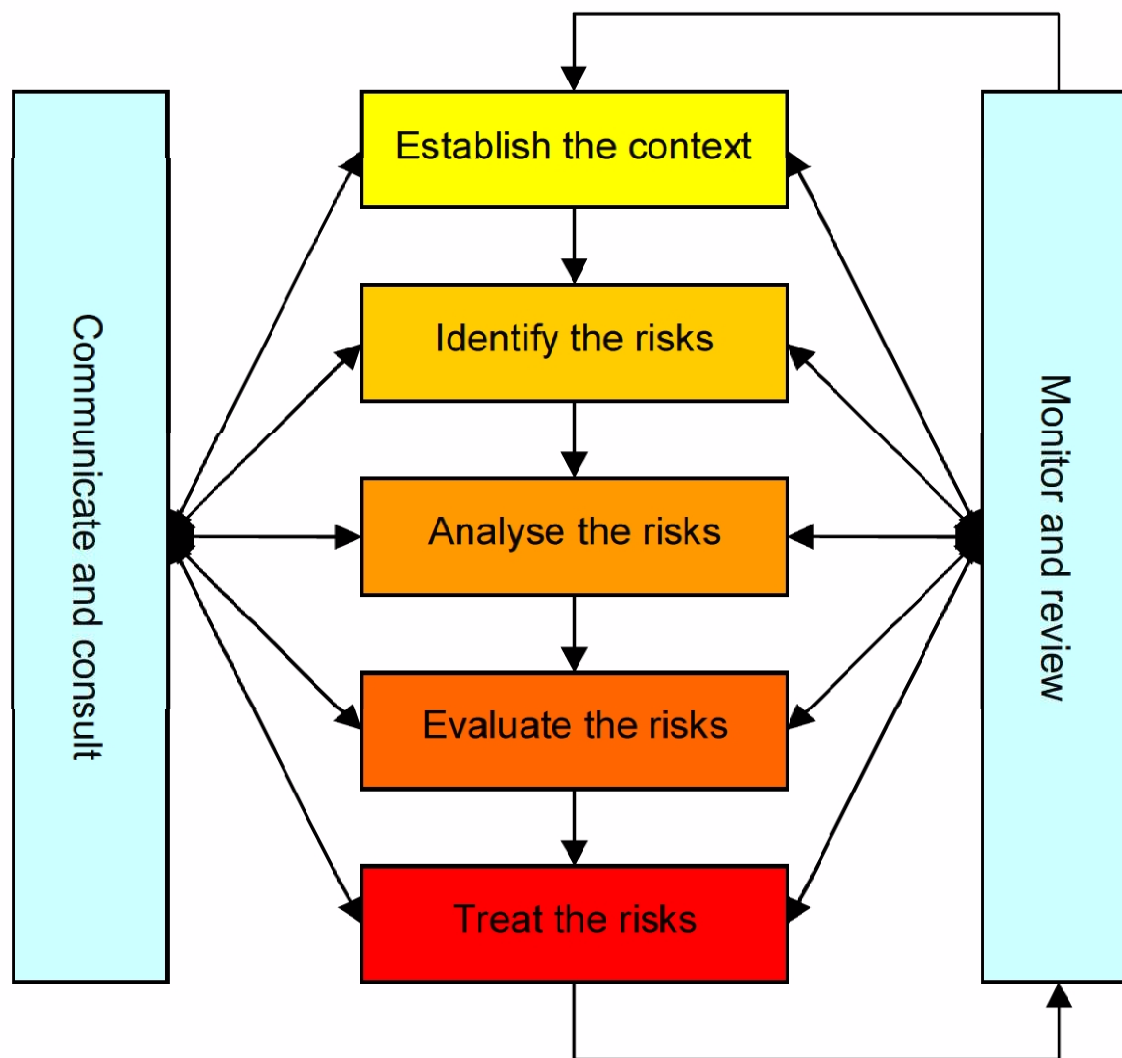 Establish the context
Identify the risks
Analyse the risks
Evaluate the risks
Treat the risks
Communicate and consult
Monitor and review